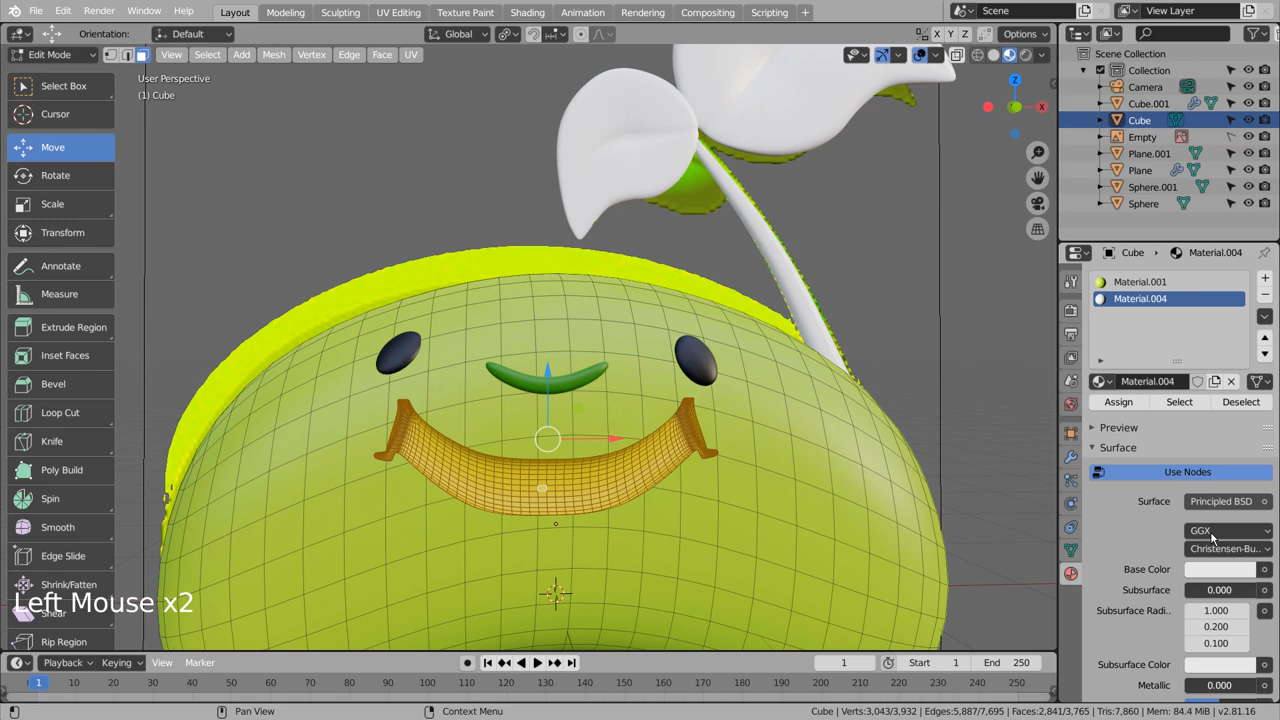 File Edit Render Window Help Layout Modeling Sculpting UV Editing Texture Paint Shading Animation Rendering Compositing Scripting + Scene View Layer
Orientation: Default Global X Y Z Options
Edit Mode View Select Add Mesh Vertex Edge Face UV
Scene Collection
Collection
Camera
Cube.001
Cube
Empty
Plane.001
Plane
Sphere.001
Sphere
User Perspective
(1) Cube
Z
X
Select Box
Cursor
Move
Rotate
Scale
Transform
Annotate
Measure
Extrude Region
Inset Faces
Bevel
Loop Cut
Knife
Poly Build
Spin
Smooth
Edge Slide
Shrink/Fatten
Shear
Rip Region
Left Mouse x2
Cube Material.004
Material.001
Material.004
Material.004
Assign Select Deselect
Preview
Surface
Use Nodes
Surface Principled BSD
GGX
Christensen-Bu..
Base Color
Subsurface 0.000
Subsurface Radi.. 1.000
0.200
0.100
Subsurface Color
Metallic 0.000
Playback Keying View Marker 1 Start 1 End 250
1 10 20 30 40 50 60 70 80 90 100 110 120 130 140 150 160 170 180 190 200 210 220 230 240 250
Select Pan View Context Menu Cube | Verts:3,043/3,932 | Edges:5,887/7,695 | Faces:2,841/3,765 | Tris:7,860 | Mem: 84.4 MiB | v2.81.16